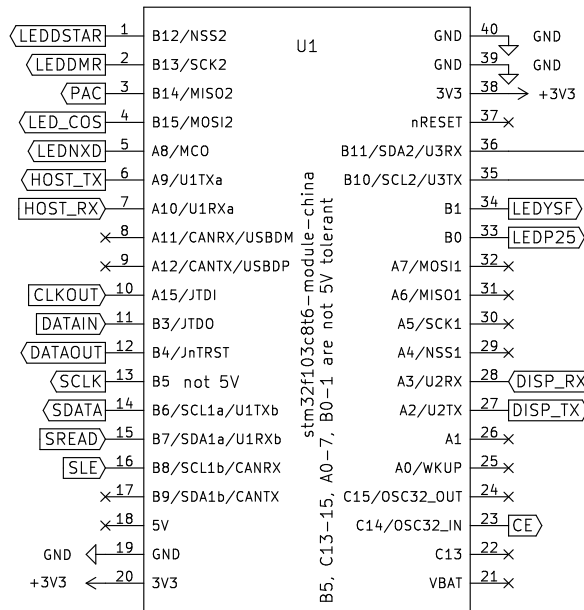 U1
LEDDSTAR 1 B12/NSS2 GND 40 GND
LEDDMR 2 B13/SCK2 GND 39 GND
PAC 3 B14/MISO2 3V3 38 +3V3
LED_COS 4 B15/MOSI2 nRESET 37
LEDNXD 5 A8/MCO B11/SDA2/U3RX 36
HOST_TX 6 A9/U1TXa B10/SCL2/U3TX 35
HOST_RX 7 A10/U1RXa B1 34 LEDYSF
8 A11/CANRX/USBDM B0 33 LEDP25
9 A12/CANTX/USBDP A7/MOSI1 32
CLKOUT 10 A15/JTDI A6/MISO1 31
DATAIN 11 B3/JTDO A5/SCK1 30
DATAOUT 12 B4/JnTRST A4/NSS1 29
SCLK 13 B5 not 5V A3/U2RX 28 DISP_RX
SDATA 14 B6/SCL1a/U1TXb A2/U2TX 27 DISP_TX
SREAD 15 B7/SDA1a/U1RXb A1 26
SLE 16 B8/SCL1b/CANRX A0/WKUP 25
17 B9/SDA1b/CANTX C15/OSC32_OUT 24
18 5V C14/OSC32_IN 23 CE
GND 19 GND C13 22
+3V3 20 3V3 VBAT 21
stm32f103c8t6-module-china
B5, C13-15, A0-7, B0-1 are not 5V tolerant